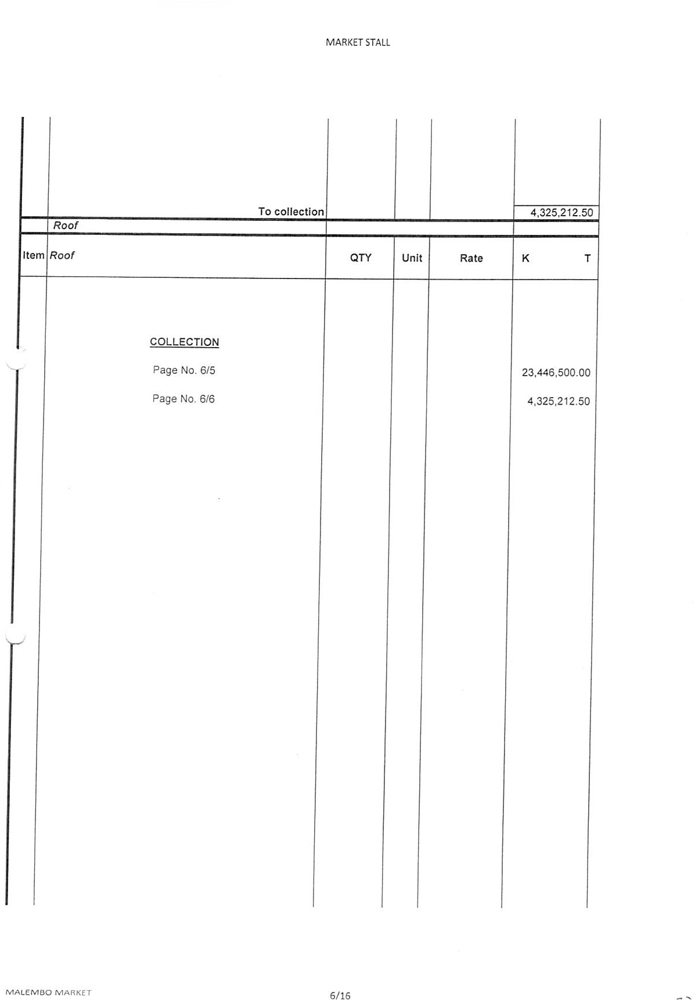 MARKET STALL
To collection 4,325,212.50
Roof
Item Roof QTY Unit Rate K T
COLLECTION
Page No. 6/5 23,446,500.00
Page No. 6/6 4,325,212.50
MALEMBO MARKET 6/16